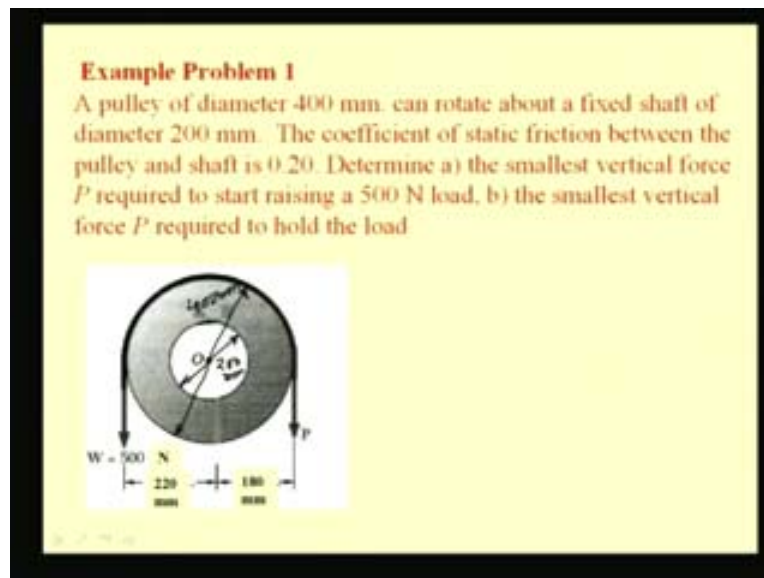 Example Problem 1
A pulley of diameter 400 mm. can rotate about a fixed shaft of
diameter 200 mm. The coefficient of static friction between the
pulley and shaft is 0.20. Determine a) the smallest vertical force
P required to start raising a 500 N load, b) the smallest vertical
force P required to hold the load
400mm
O
200
P
W = 500 N
220
180
mm
mm